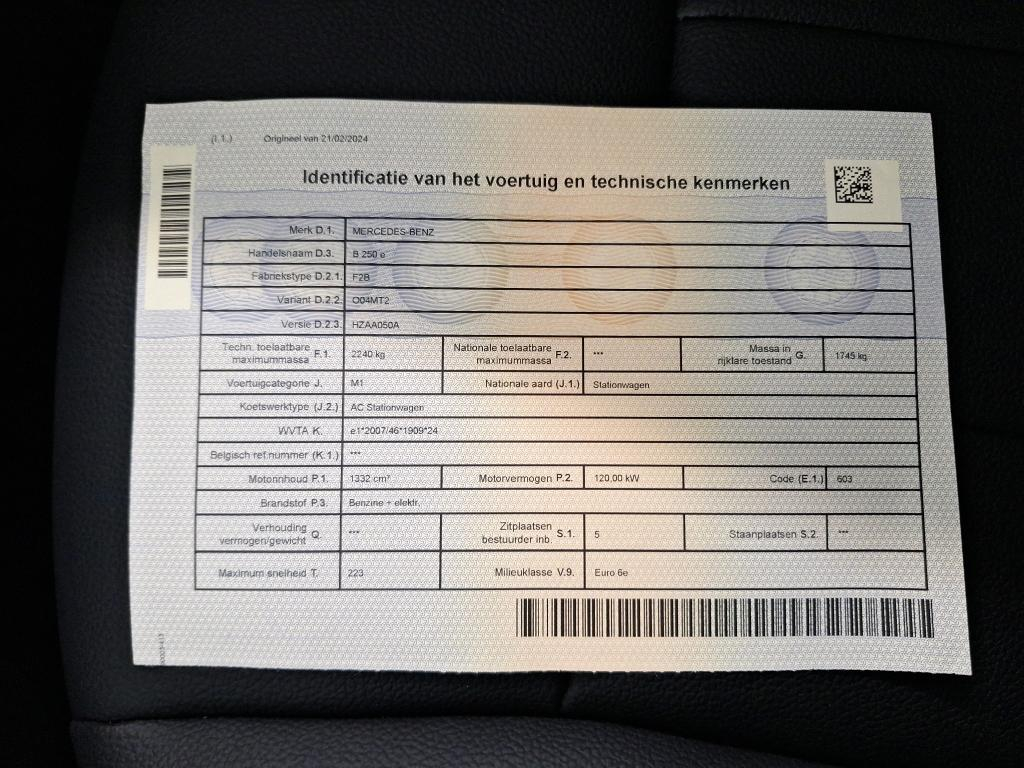 (I.1.) Origineel van 21/02/2024
Identificatie van het voertuig en technische kenmerken
Merk D.1. MERCEDES-BENZ
Handelsnaam D.3. B 250 e
Fabriekstype D.2.1. F2B
Variant D.2.2. O04MT2
Versie D.2.3. HZAA050A
Techn. toelaatbare maximummassa F.1. 2240 kg Nationale toelaatbare maximummassa F.2. *** Massa in rijklare toestand G. 1745 kg
Voertuigcategorie J. M1 Nationale aard (J.1.) Stationwagen
Koetswerktype (J.2.) AC Stationwagen
WVTA K. e1*2007/46*1909*24
Belgisch ref.nummer (K.1.) ***
Motorinhoud P.1. 1332 cm³ Motorvermogen P.2. 120,00 kW Code (E.1.) 603
Brandstof P.3. Benzine + elektr.
Verhouding vermogen/gewicht Q. *** Zitplaatsen bestuurder inb. S.1. 5 Staanplaatsen S.2. ***
Maximum snelheid T. 223 Milieuklasse V.9. Euro 6e